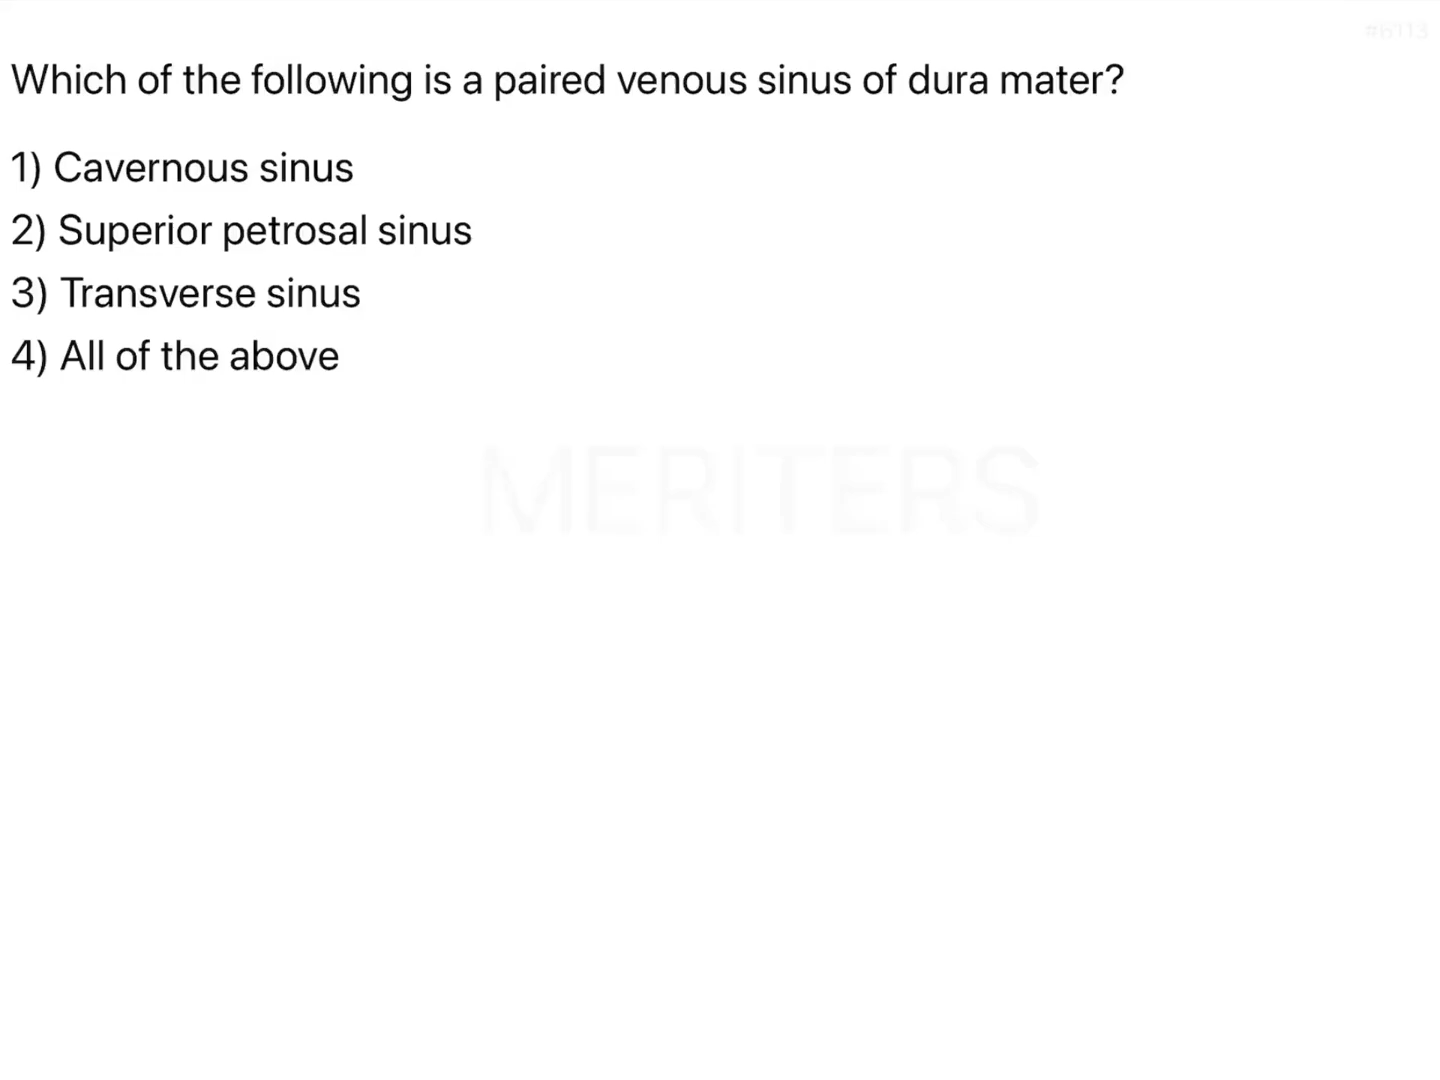 Which of the following is a paired venous sinus of dura mater?
1) Cavernous sinus
2) Superior petrosal sinus
3) Transverse sinus
4) All of the above
MERITERS